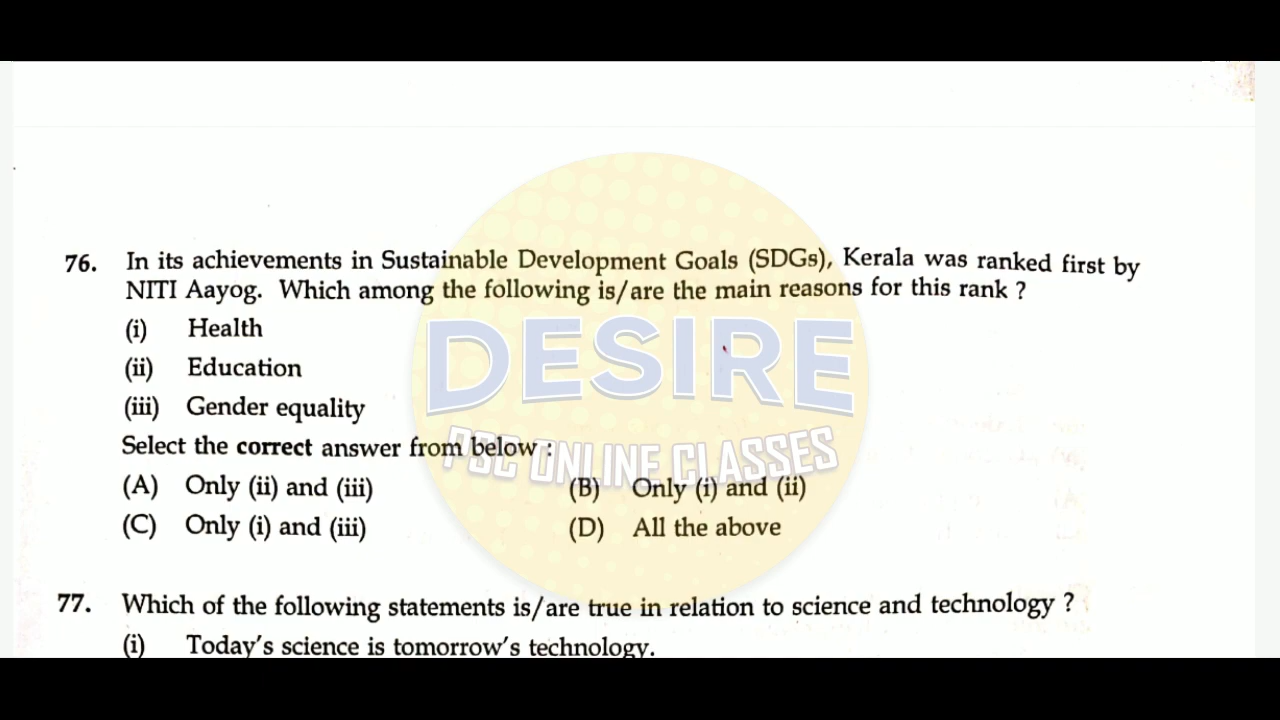 76. In its achievements in Sustainable Development Goals (SDGs), Kerala was ranked first by
NITI Aayog. Which among the following is/are the main reasons for this rank ?
(i) Health
(ii) Education
(iii) Gender equality
Select the correct answer from below :
(A) Only (ii) and (iii) (B) Only (i) and (ii)
(C) Only (i) and (iii) (D) All the above
DESIRE
PSC ONLINE CLASSES
77. Which of the following statements is/are true in relation to science and technology ?
(i) Today's science is tomorrow's technology.